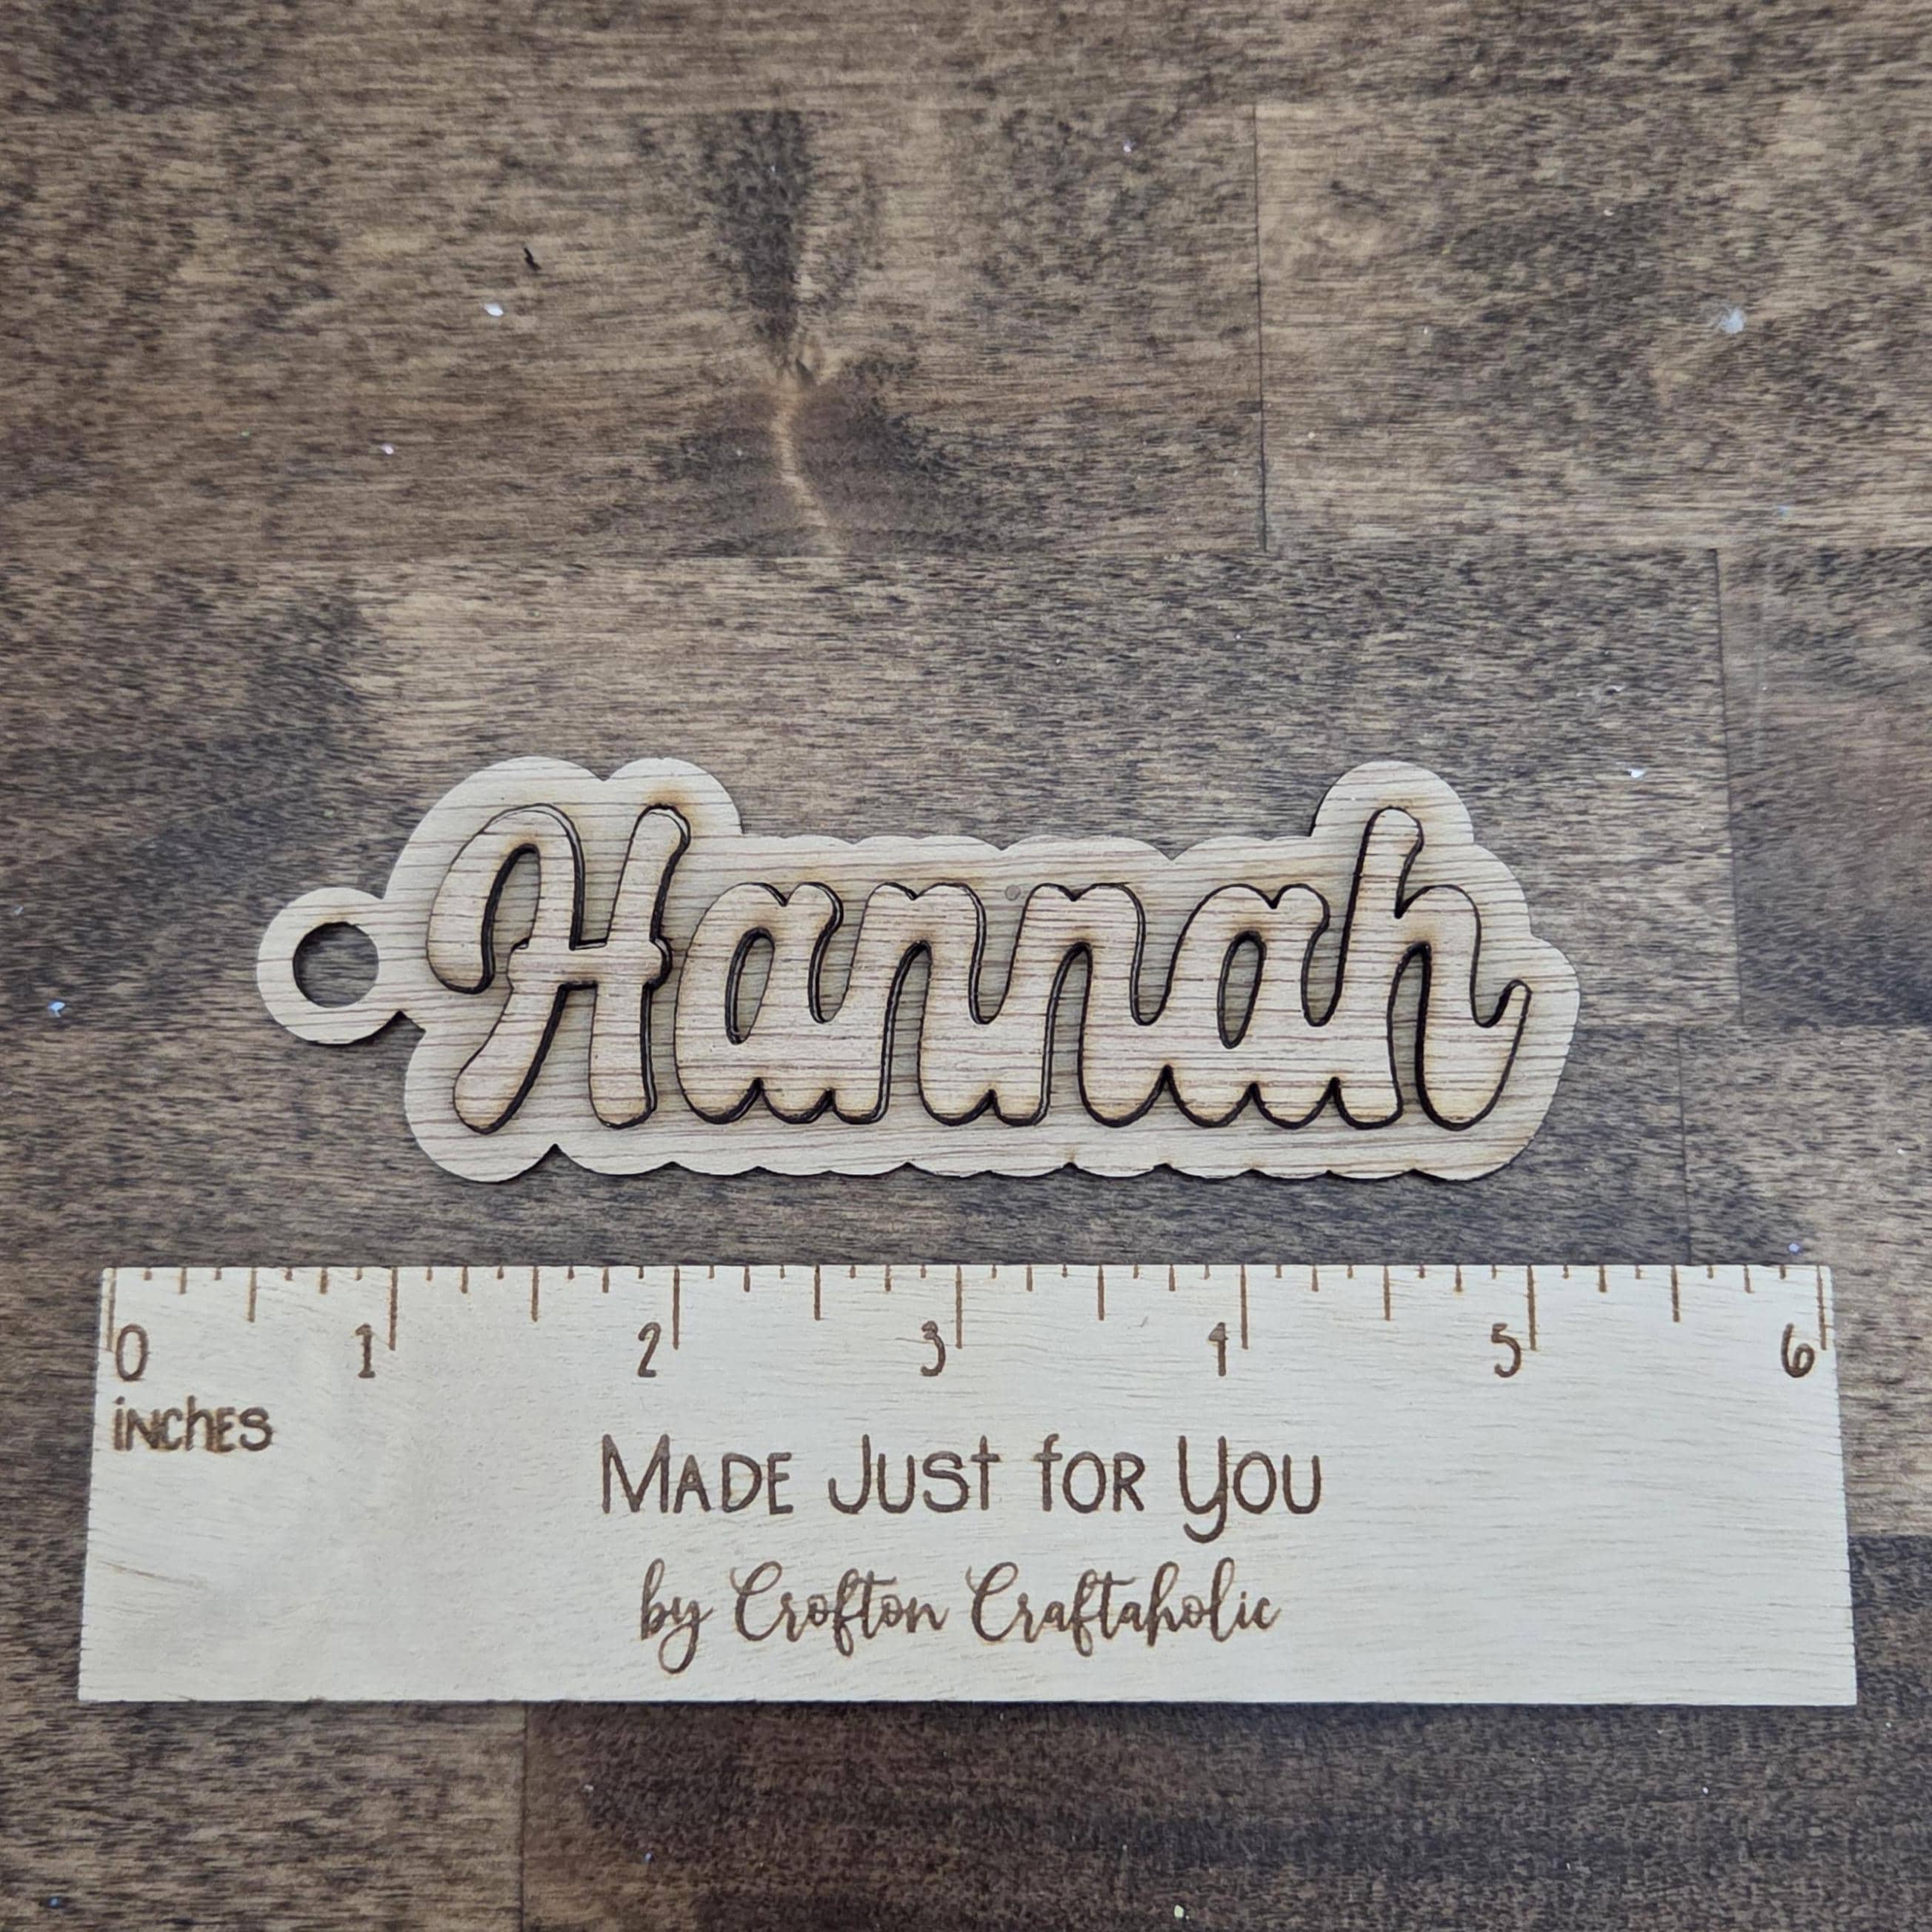 Hannah
0 1 2 3 4 5 6
inches
Made Just for You
by Crofton Craftaholic